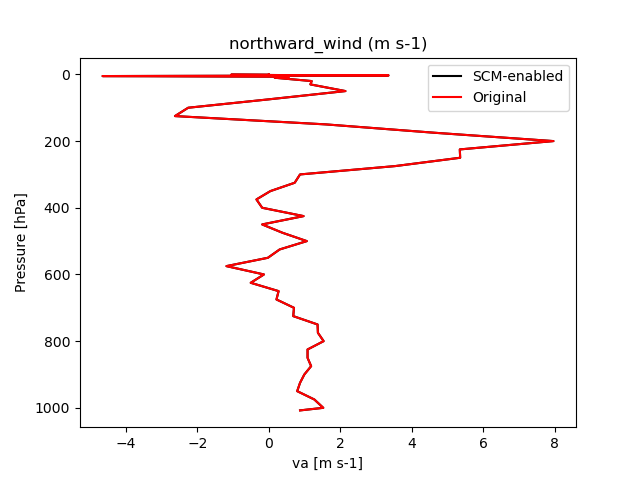 northward_wind (m s-1)
SCM-enabled
Original
0
200
400
600
800
1000
Pressure [hPa]
−4
−2
0
2
4
6
8
va [m s-1]